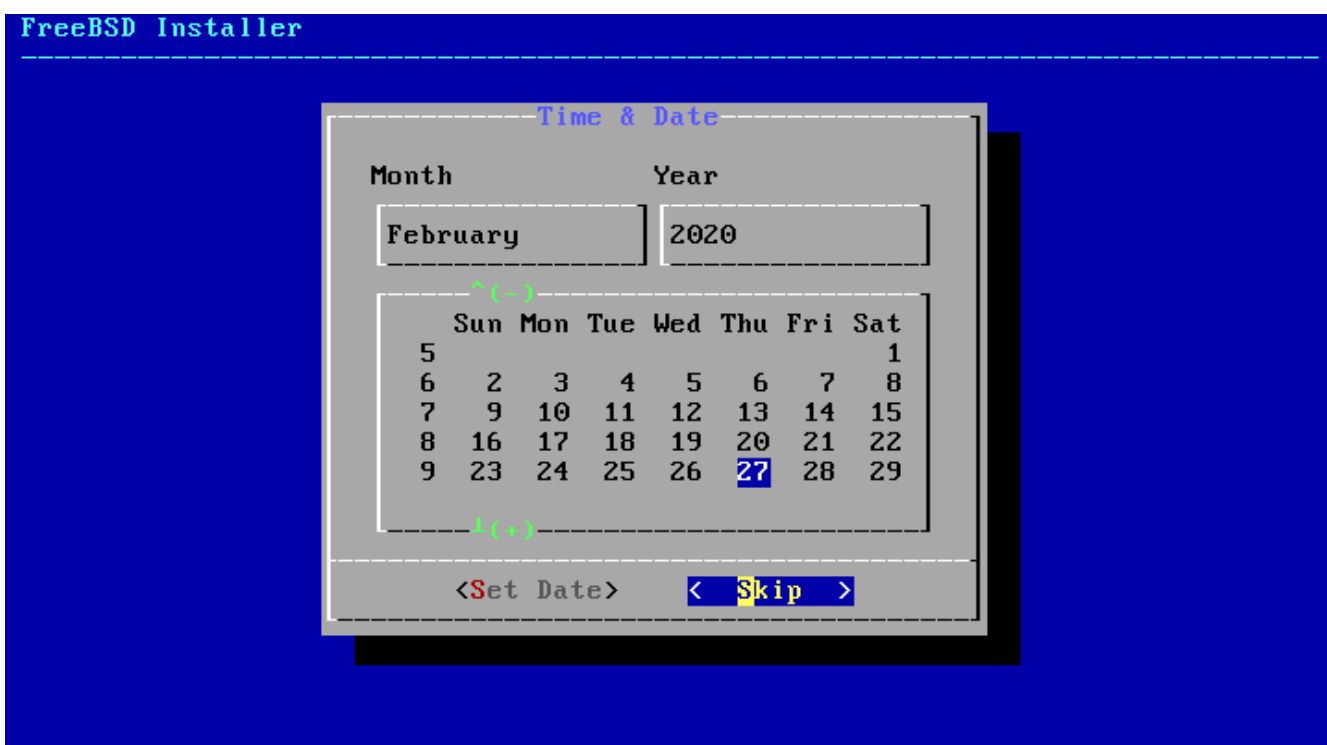 FreeBSD Installer
Time & Date
Month Year
February 2020
^(-)
Sun Mon Tue Wed Thu Fri Sat
5 1
6 2 3 4 5 6 7 8
7 9 10 11 12 13 14 15
8 16 17 18 19 20 21 22
9 23 24 25 26 27 28 29
┴(+)
<Set Date> < Skip >